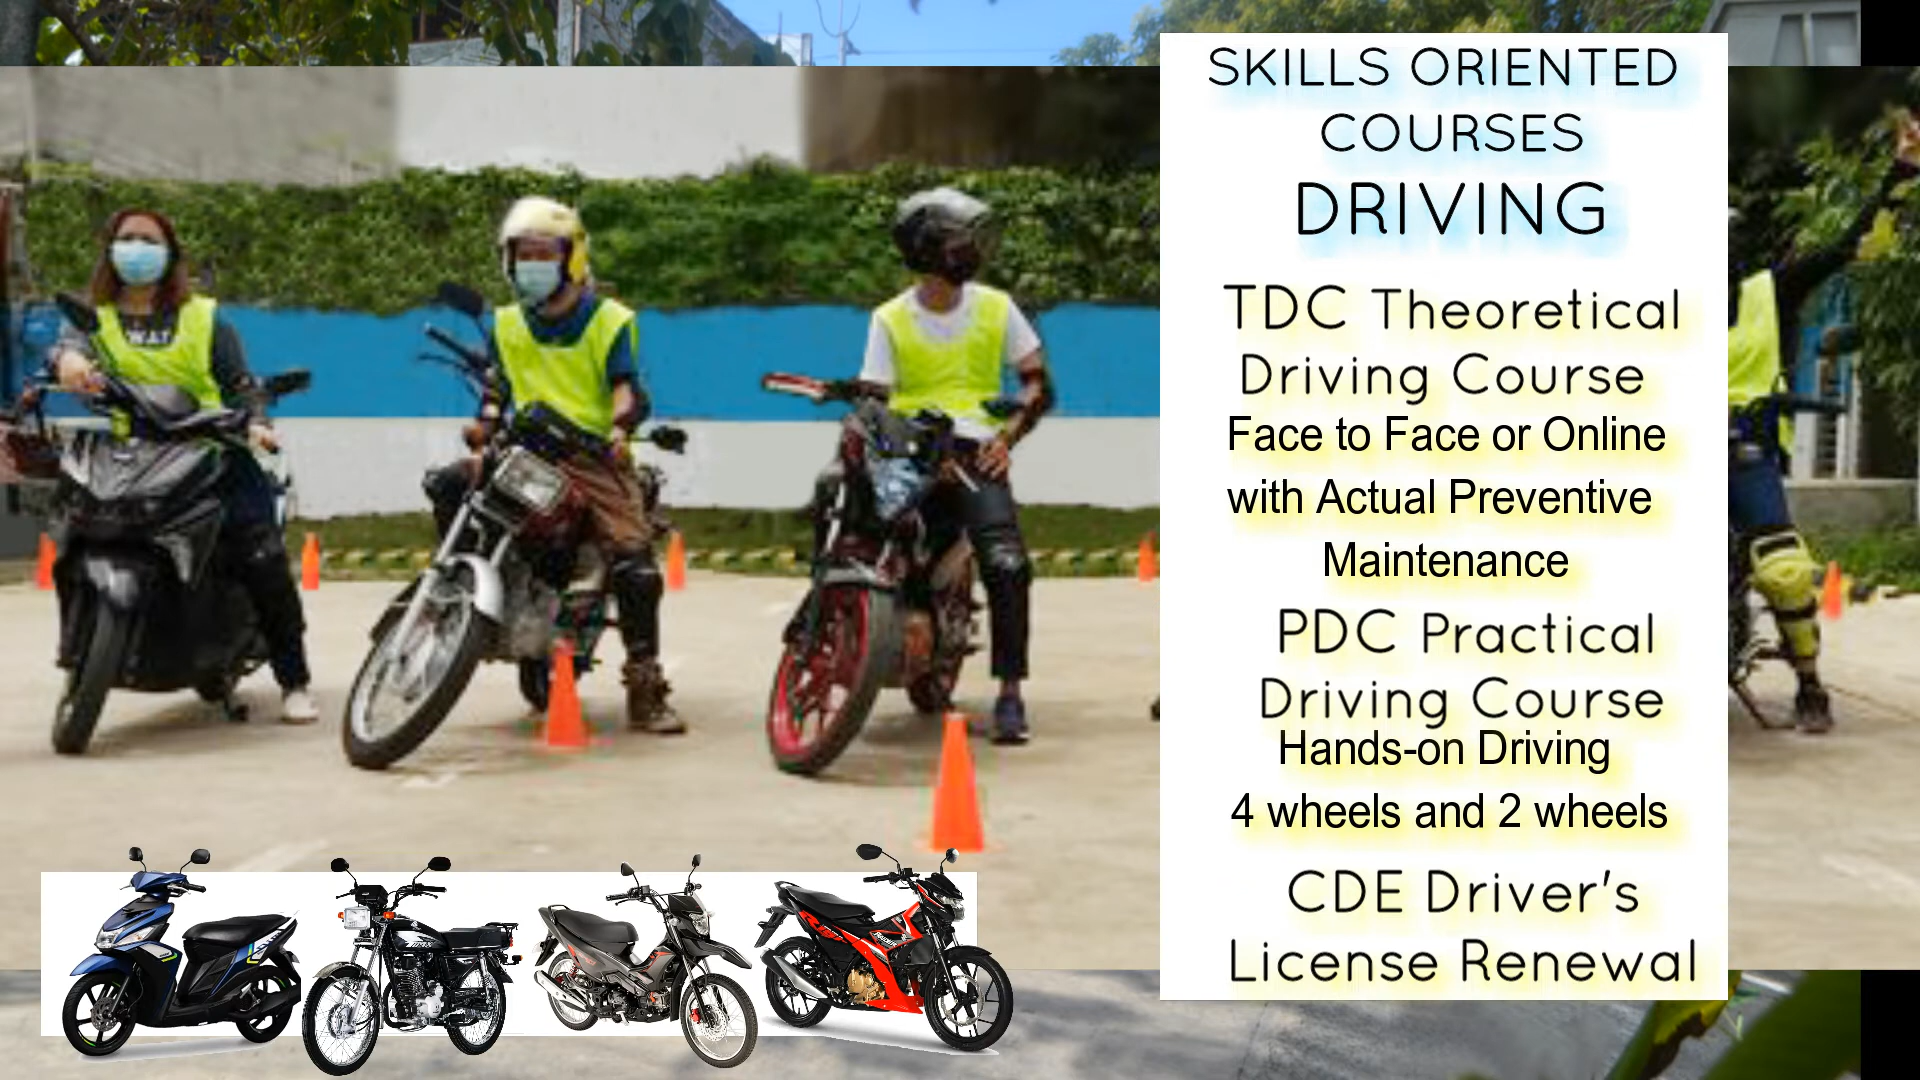 SKILLS ORIENTED
COURSES
DRIVING
TDC Theoretical
Driving Course
Face to Face or Online
with Actual Preventive
Maintenance
PDC Practical
Driving Course
Hands-on Driving
4 wheels and 2 wheels
CDE Driver's
License Renewal